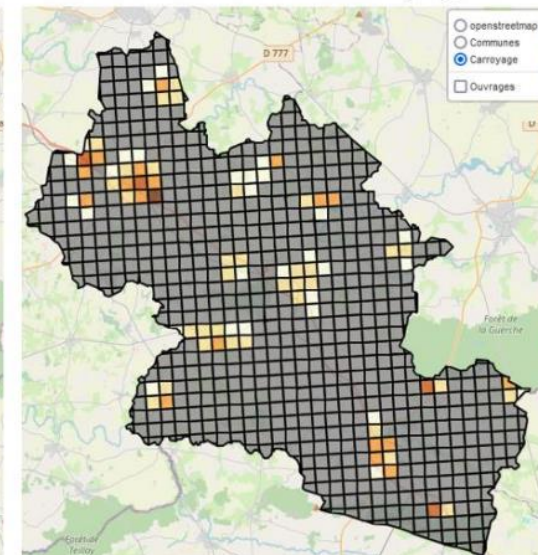 openstreetmap
Communes
Carroyage
Ouvrages
D 777
Forêt de
la Guerche
Forêt de
Teillay